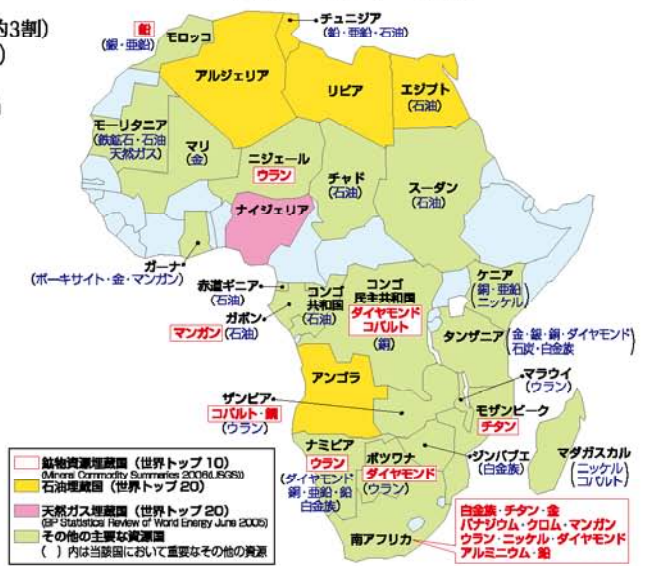 約3割)
)
チュニジア
(鉛・亜鉛・石油)
鉛
(銀・亜鉛)
モロッコ
アルジェリア
リビア
エジプト
(石油)
モーリタニア
(鉄鉱石・石油
天然ガス)
マリ
(金)
ニジェール
ウラン
チャド
(石油)
スーダン
(石油)
ナイジェリア
ガーナ
(ボーキサイト・金・マンガン)
赤道ギニア
(石油)
ガボン
マンガン (石油)
コンゴ
共和国
(石油)
コンゴ
民主共和国
ダイヤモンド
コバルト
(銅)
ケニア
(銅・亜鉛
ニッケル)
タンザニア
(金・銀・銅・ダイヤモンド
石炭・白金族)
アンゴラ
マラウイ
(ウラン)
ザンビア
コバルト・銅
(ウラン)
モザンビーク
チタン
ナミビア
ウラン
(ダイヤモンド
銅・亜鉛・鉛
白金族)
ボツワナ
ダイヤモンド
(ウラン)
ジンバブエ
(白金族)
マダガスカル
(ニッケル
コバルト)
南アフリカ
白金族・チタン・金
バナジウム・クロム・マンガン
ウラン・ニッケル・ダイヤモンド
アルミニウム・鉛
鉱物資源埋蔵国(世界トップ10)
(Mineral Commodity Summaries 2006(USGS))
石油埋蔵国(世界トップ20)
天然ガス埋蔵国(世界トップ20)
(BP Statistical Review of World Energy June 2005)
その他の主要な資源国
( )内は当該国において重要なその他の資源